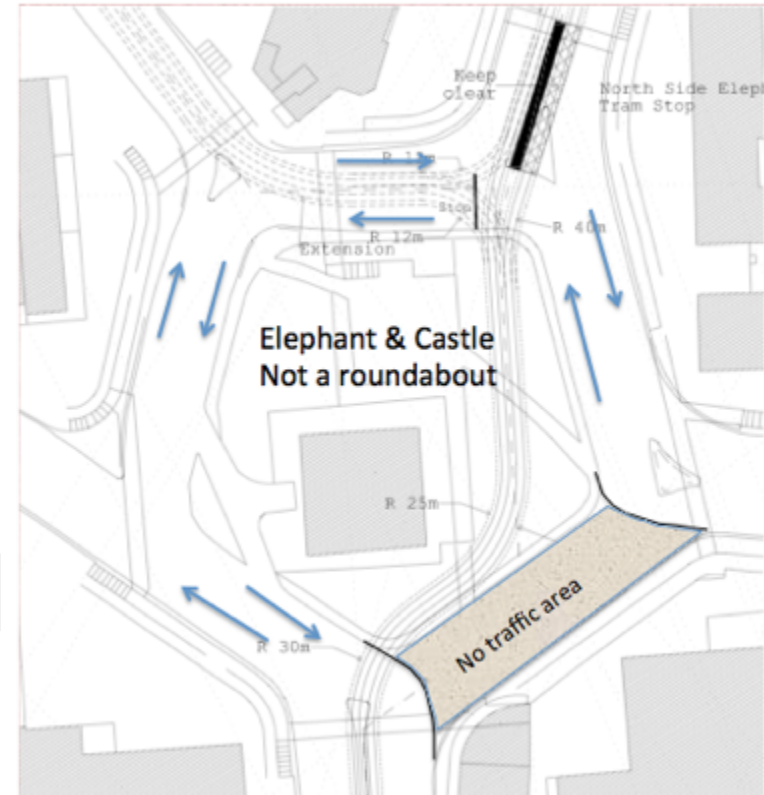 Keep
clear
North Side Eleph
Tram Stop
Stop
R 12m
R 40m
Extension
Elephant & Castle
Not a roundabout
R 25m
No traffic area
R 30m